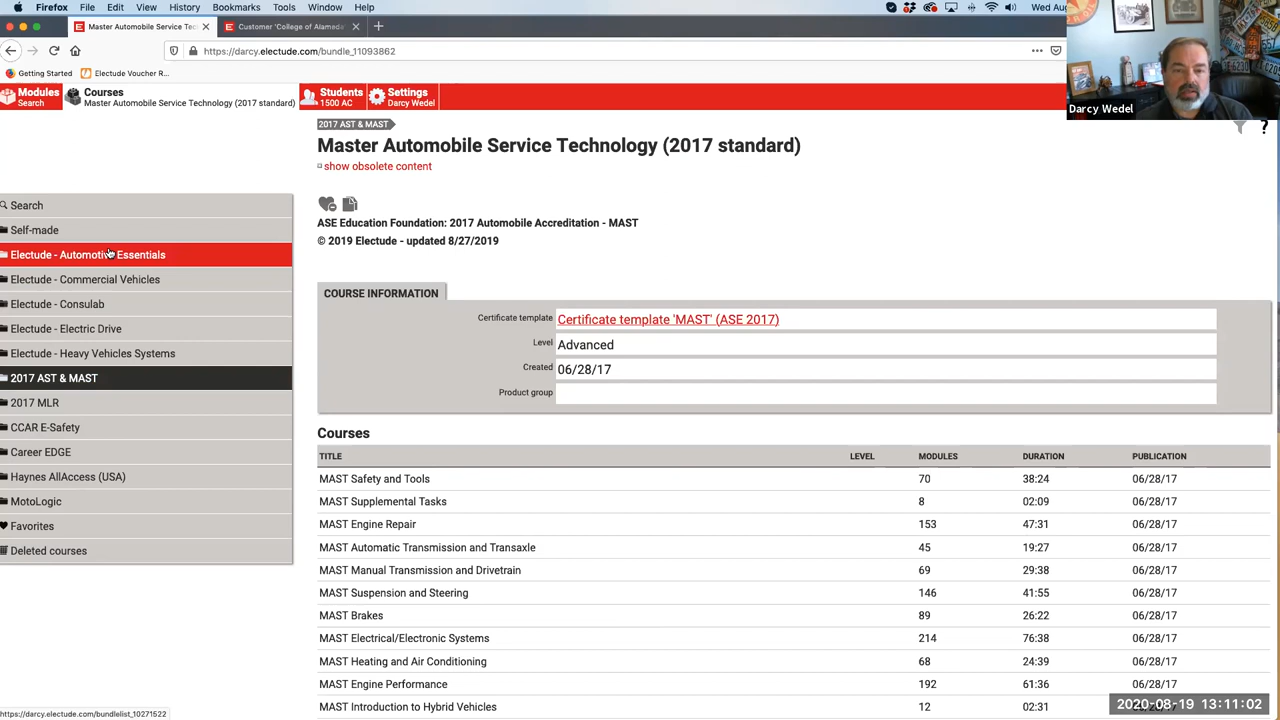 Firefox File Edit View History Bookmarks Tools Window Help
Wed Aug
Master Automobile Service Tec
Customer 'College of Alameda'
https://darcy.electude.com/bundle_11093862
Getting Started
Electude Voucher R...
Modules
Search
Courses
Master Automobile Service Technology (2017 standard)
Students
1500 AC
Settings
Darcy Wedel
Darcy Wedel
?
2017 AST & MAST
Master Automobile Service Technology (2017 standard)
show obsolete content
ASE Education Foundation: 2017 Automobile Accreditation - MAST
© 2019 Electude - updated 8/27/2019
Search
Self-made
Electude - Automotive Essentials
Electude - Commercial Vehicles
Electude - Consulab
Electude - Electric Drive
Electude - Heavy Vehicles Systems
2017 AST & MAST
2017 MLR
CCAR E-Safety
Career EDGE
Haynes AllAccess (USA)
MotoLogic
Favorites
Deleted courses
COURSE INFORMATION
Certificate template Certificate template 'MAST' (ASE 2017)
Level Advanced
Created 06/28/17
Product group
Courses
TITLE LEVEL MODULES DURATION PUBLICATION
MAST Safety and Tools 70 38:24 06/28/17
MAST Supplemental Tasks 8 02:09 06/28/17
MAST Engine Repair 153 47:31 06/28/17
MAST Automatic Transmission and Transaxle 45 19:27 06/28/17
MAST Manual Transmission and Drivetrain 69 29:38 06/28/17
MAST Suspension and Steering 146 41:55 06/28/17
MAST Brakes 89 26:22 06/28/17
MAST Electrical/Electronic Systems 214 76:38 06/28/17
MAST Heating and Air Conditioning 68 24:39 06/28/17
MAST Engine Performance 192 61:36 06/28/17
MAST Introduction to Hybrid Vehicles 12 02:31 06/28/17
2020-08-19 13:11:02
https://darcy.electude.com/bundlelist_10271522